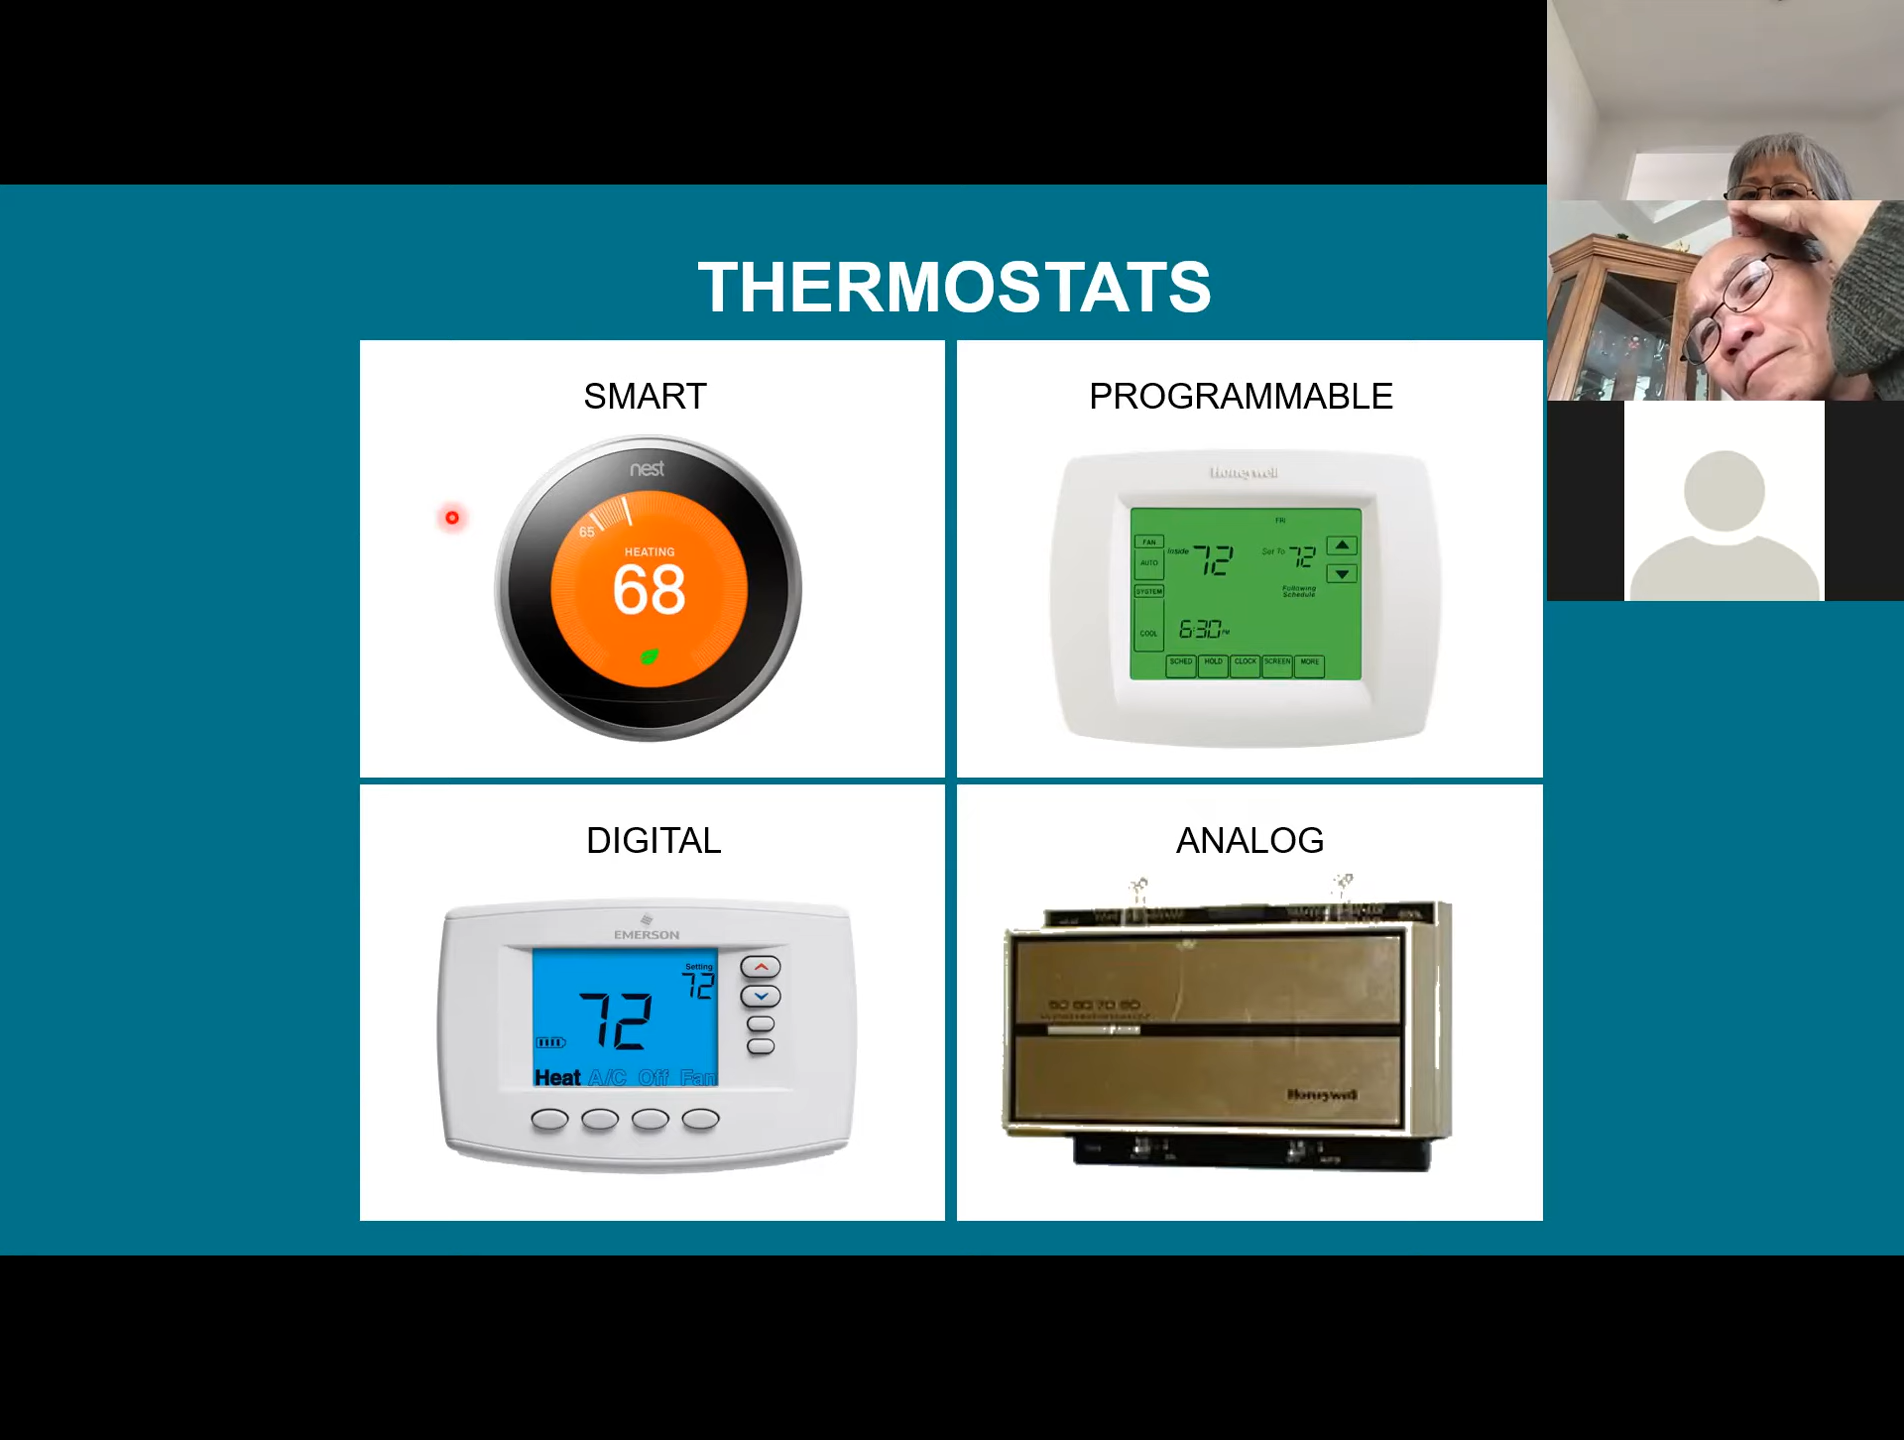 THERMOSTATS
SMART
nest
65
HEATING
68
PROGRAMMABLE
Honeywell
FRI
FAN
AUTO
Inside
72
Set To 72
SYSTEM
Following
Schedule
COOL
6:30 PM
SCHED HOLD CLOCK SCREEN MORE
DIGITAL
EMERSON
Setting
72
72
Heat A/C Off Fan
ANALOG
50 60 70 80
Honeywell